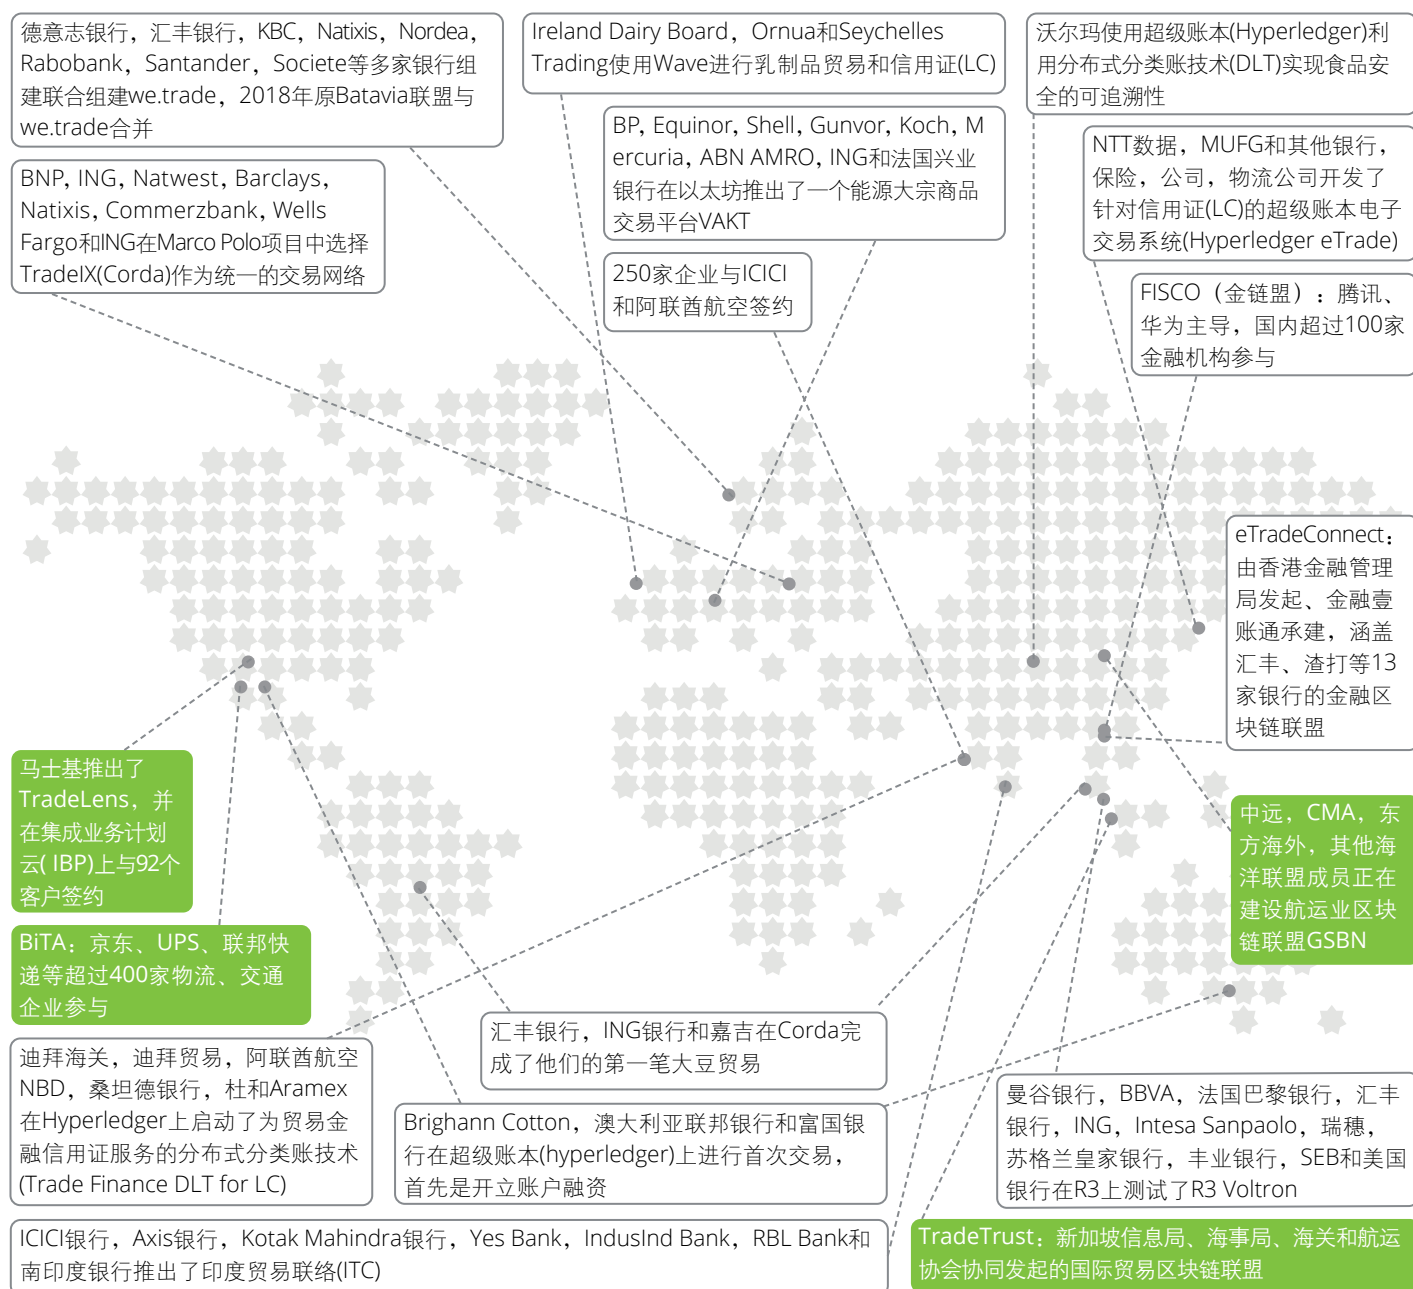 德意志银行，汇丰银行，KBC，Natixis，Nordea，
Rabobank，Santander，Societe等多家银行组
建联合组建we.trade，2018年原Batavia联盟与
we.trade合并
Ireland Dairy Board，Ornua和Seychelles
Trading使用Wave进行乳制品贸易和信用证(LC)
沃尔玛使用超级账本(Hyperledger)利
用分布式分类账技术(DLT)实现食品安
全的可追溯性
BNP, ING, Natwest, Barclays,
Natixis, Commerzbank, Wells
Fargo和ING在Marco Polo项目中选择
TradeIX(Corda)作为统一的交易网络
BP, Equinor, Shell, Gunvor, Koch, M
ercuria, ABN AMRO, ING和法国兴业
银行在以太坊推出了一个能源大宗商品
交易平台VAKT
NTT数据，MUFG和其他银行，
保险，公司，物流公司开发了
针对信用证(LC)的超级账本电子
交易系统(Hyperledger eTrade)
250家企业与ICICI
和阿联酋航空签约
FISCO（金链盟）：腾讯、
华为主导，国内超过100家
金融机构参与
eTradeConnect：
由香港金融管理
局发起、金融壹
账通承建，涵盖
汇丰、渣打等13
家银行的金融区
块链联盟
马士基推出了
TradeLens，并
在集成业务计划
云( IBP)上与92个
客户签约
中远，CMA，东
方海外，其他海
洋联盟成员正在
建设航运业区块
链联盟GSBN
BiTA：京东、UPS、联邦快
递等超过400家物流、交通
企业参与
汇丰银行，ING银行和嘉吉在Corda完
成了他们的第一笔大豆贸易
迪拜海关，迪拜贸易，阿联酋航空
NBD，桑坦德银行，杜和Aramex
在Hyperledger上启动了为贸易金
融信用证服务的分布式分类账技术
(Trade Finance DLT for LC)
Brighann Cotton，澳大利亚联邦银行和富国银
行在超级账本(hyperledger)上进行首次交易，
首先是开立账户融资
曼谷银行，BBVA，法国巴黎银行，汇丰
银行，ING，Intesa Sanpaolo，瑞穗，
苏格兰皇家银行，丰业银行，SEB和美国
银行在R3上测试了R3 Voltron
ICICI银行，Axis银行，Kotak Mahindra银行，Yes Bank，IndusInd Bank，RBL Bank和
南印度银行推出了印度贸易联络(ITC)
TradeTrust：新加坡信息局、海事局、海关和航运
协会协同发起的国际贸易区块链联盟